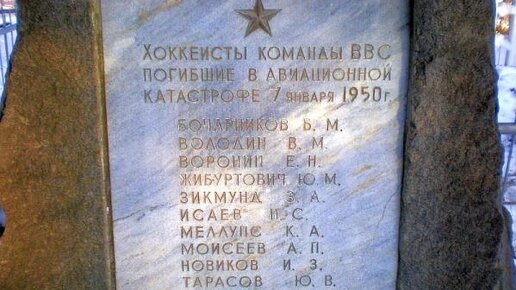 Хоккеисты команды ВВС
погибшие в авиационной
катастрофе 7 января 1950г.
Бочарников Б. М.
Володин В. М.
Воронин Е. Н.
Жибуртович Ю. М.
Зикмунд З. А.
Исаев И. С.
Меллупс Х. А.
Моисеев А. П.
Новиков И. З.
Тарасов Ю. В.